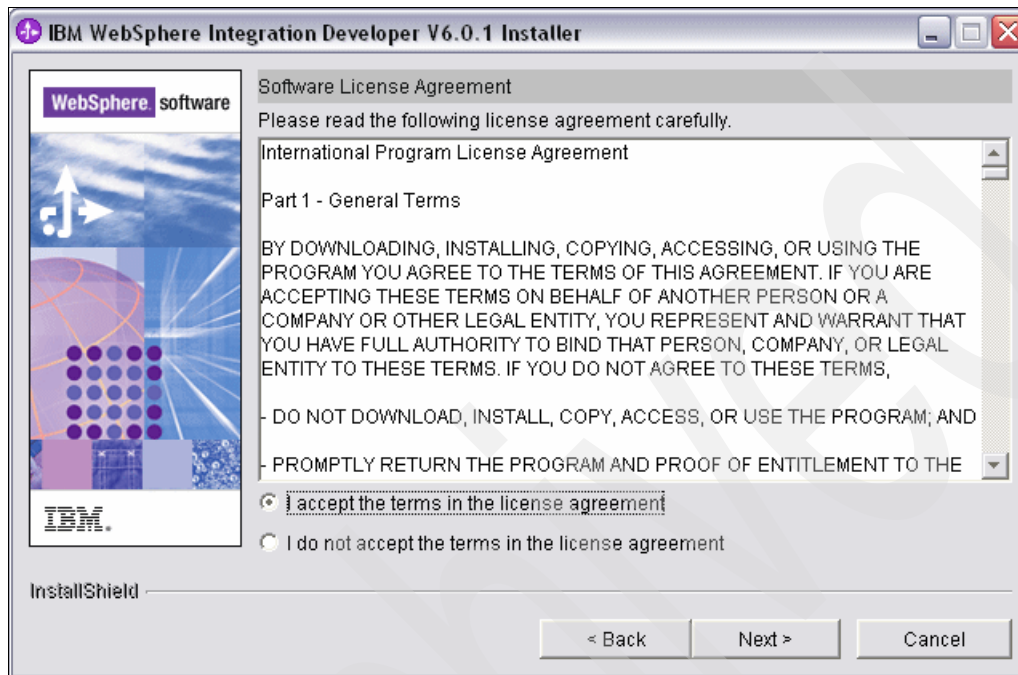 IBM WebSphere Integration Developer V6.0.1 Installer
WebSphere. software
IBM.
Software License Agreement
Please read the following license agreement carefully.
International Program License Agreement
Part 1 - General Terms
BY DOWNLOADING, INSTALLING, COPYING, ACCESSING, OR USING THE
PROGRAM YOU AGREE TO THE TERMS OF THIS AGREEMENT. IF YOU ARE
ACCEPTING THESE TERMS ON BEHALF OF ANOTHER PERSON OR A
COMPANY OR OTHER LEGAL ENTITY, YOU REPRESENT AND WARRANT THAT
YOU HAVE FULL AUTHORITY TO BIND THAT PERSON, COMPANY, OR LEGAL
ENTITY TO THESE TERMS. IF YOU DO NOT AGREE TO THESE TERMS,
- DO NOT DOWNLOAD, INSTALL, COPY, ACCESS, OR USE THE PROGRAM; AND
- PROMPTLY RETURN THE PROGRAM AND PROOF OF ENTITLEMENT TO THE
I accept the terms in the license agreement
I do not accept the terms in the license agreement
InstallShield
< Back
Next >
Cancel